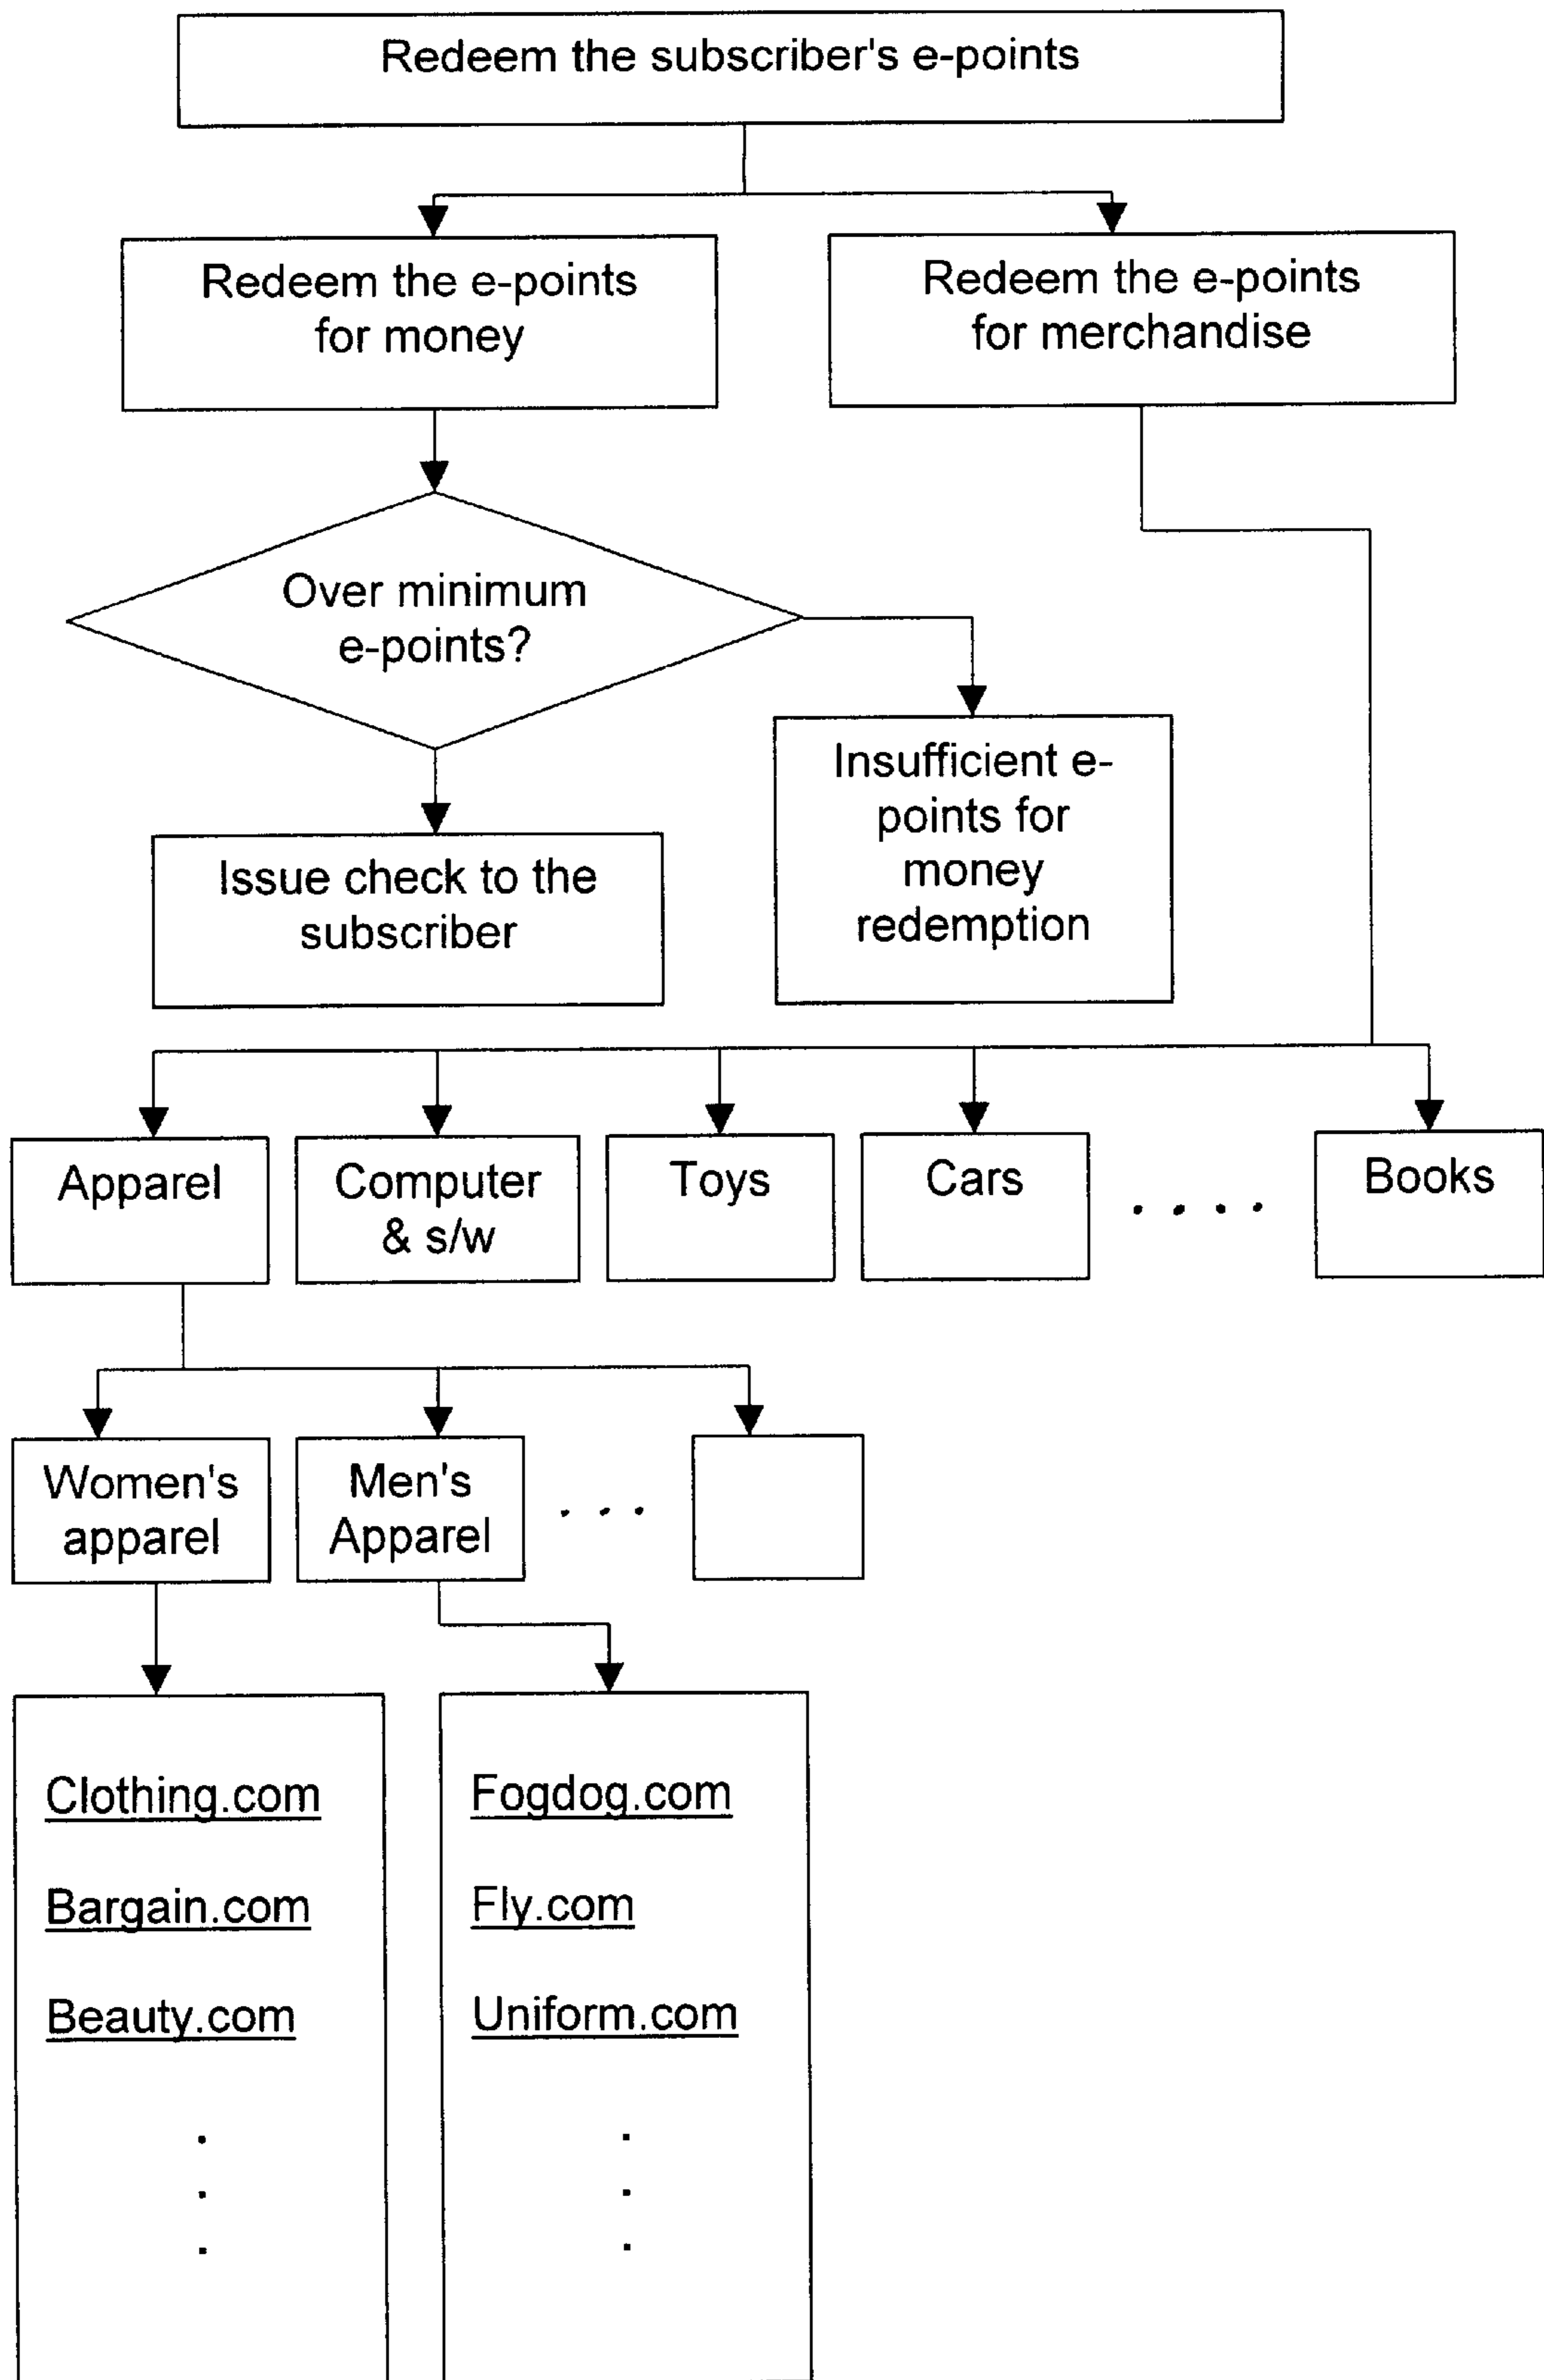 Redeem the subscriber's e-points
Redeem the e-points
for money
Redeem the e-points
for merchandise
Over minimum
e-points?
Insufficient e-
points for
money
redemption
Issue check to the
subscriber
Apparel
Computer
& s/w
Toys
Cars
. . . .
Books
Women's
apparel
Men's
Apparel
. . .
Clothing.com
Bargain.com
Beauty.com
.
.
.
Fogdog.com
Fly.com
Uniform.com
.
.
.